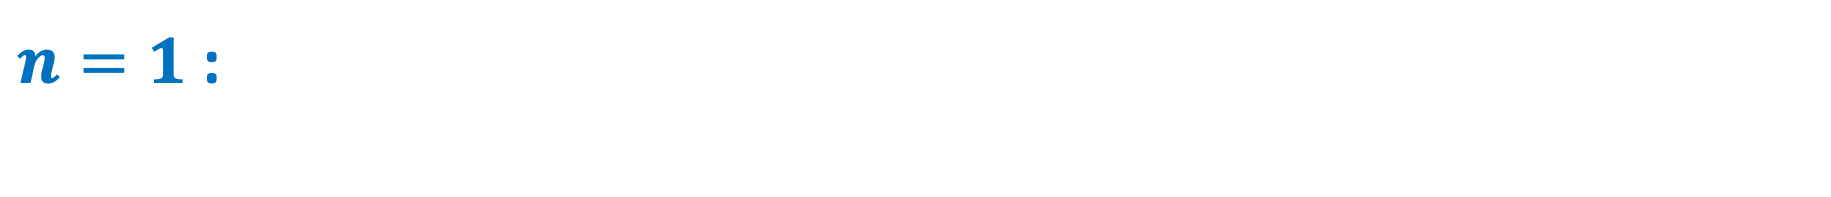 n = 1 :